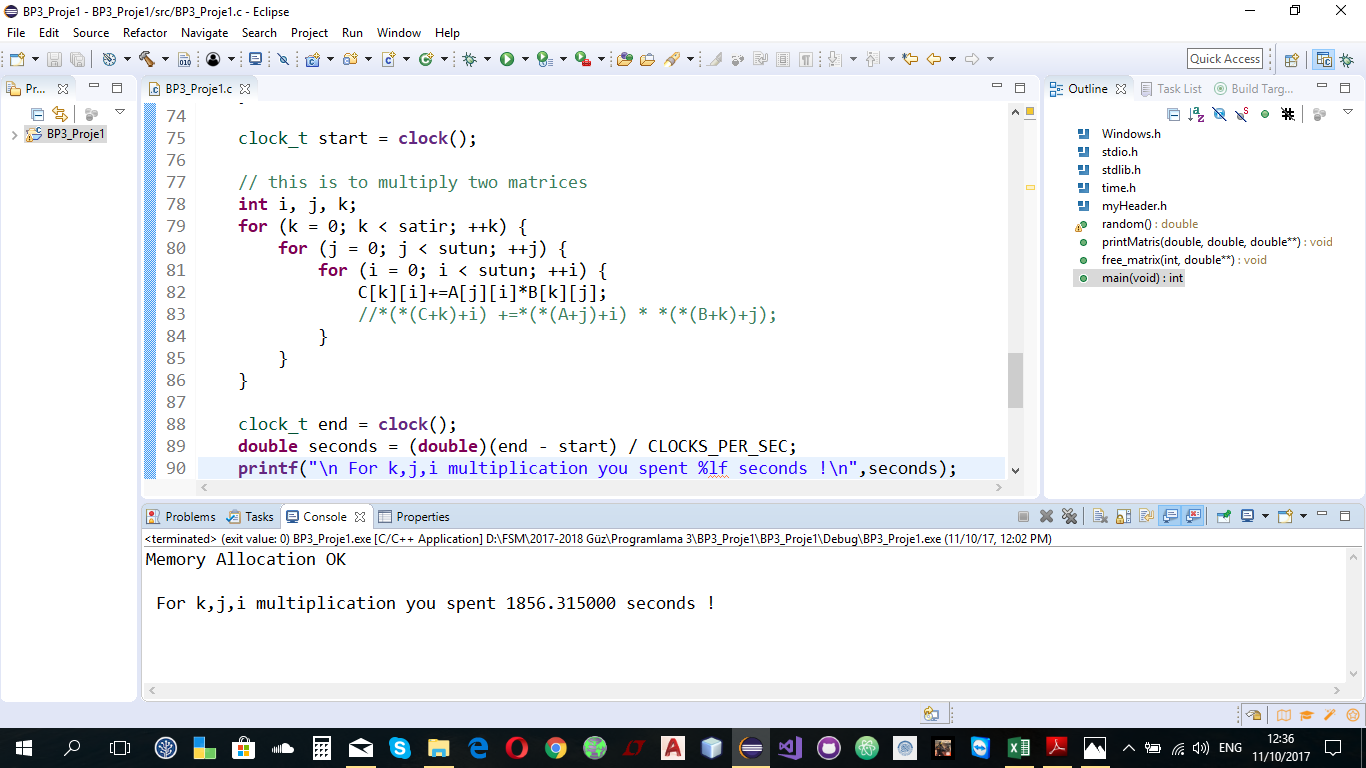 BP3_Proje1 - BP3_Proje1/src/BP3_Proje1.c - Eclipse
File Edit Source Refactor Navigate Search Project Run Window Help
Quick Access
Pr...
BP3_Proje1
BP3_Proje1.c
74
75 clock_t start = clock();
76
77 // this is to multiply two matrices
78 int i, j, k;
79 for (k = 0; k < satir; ++k) {
80 for (j = 0; j < sutun; ++j) {
81 for (i = 0; i < sutun; ++i) {
82 C[k][i]+=A[j][i]*B[k][j];
83 //*(*(C+k)+i) +=*(*(A+j)+i) * *(*(B+k)+j);
84 }
85 }
86 }
87
88 clock_t end = clock();
89 double seconds = (double)(end - start) / CLOCKS_PER_SEC;
90 printf("\n For k,j,i multiplication you spent %lf seconds !\n",seconds);
Outline Task List Build Targ...
Windows.h
stdio.h
stdlib.h
time.h
myHeader.h
random() : double
printMatris(double, double, double**) : void
free_matrix(int, double**) : void
main(void) : int
Problems Tasks Console Properties
<terminated> (exit value: 0) BP3_Proje1.exe [C/C++ Application] D:\FSM\2017-2018 Güz\Programlama 3\BP3_Proje1\BP3_Proje1\Debug\BP3_Proje1.exe (11/10/17, 12:02 PM)
Memory Allocation OK
For k,j,i multiplication you spent 1856.315000 seconds !
ENG
12:36
11/10/2017